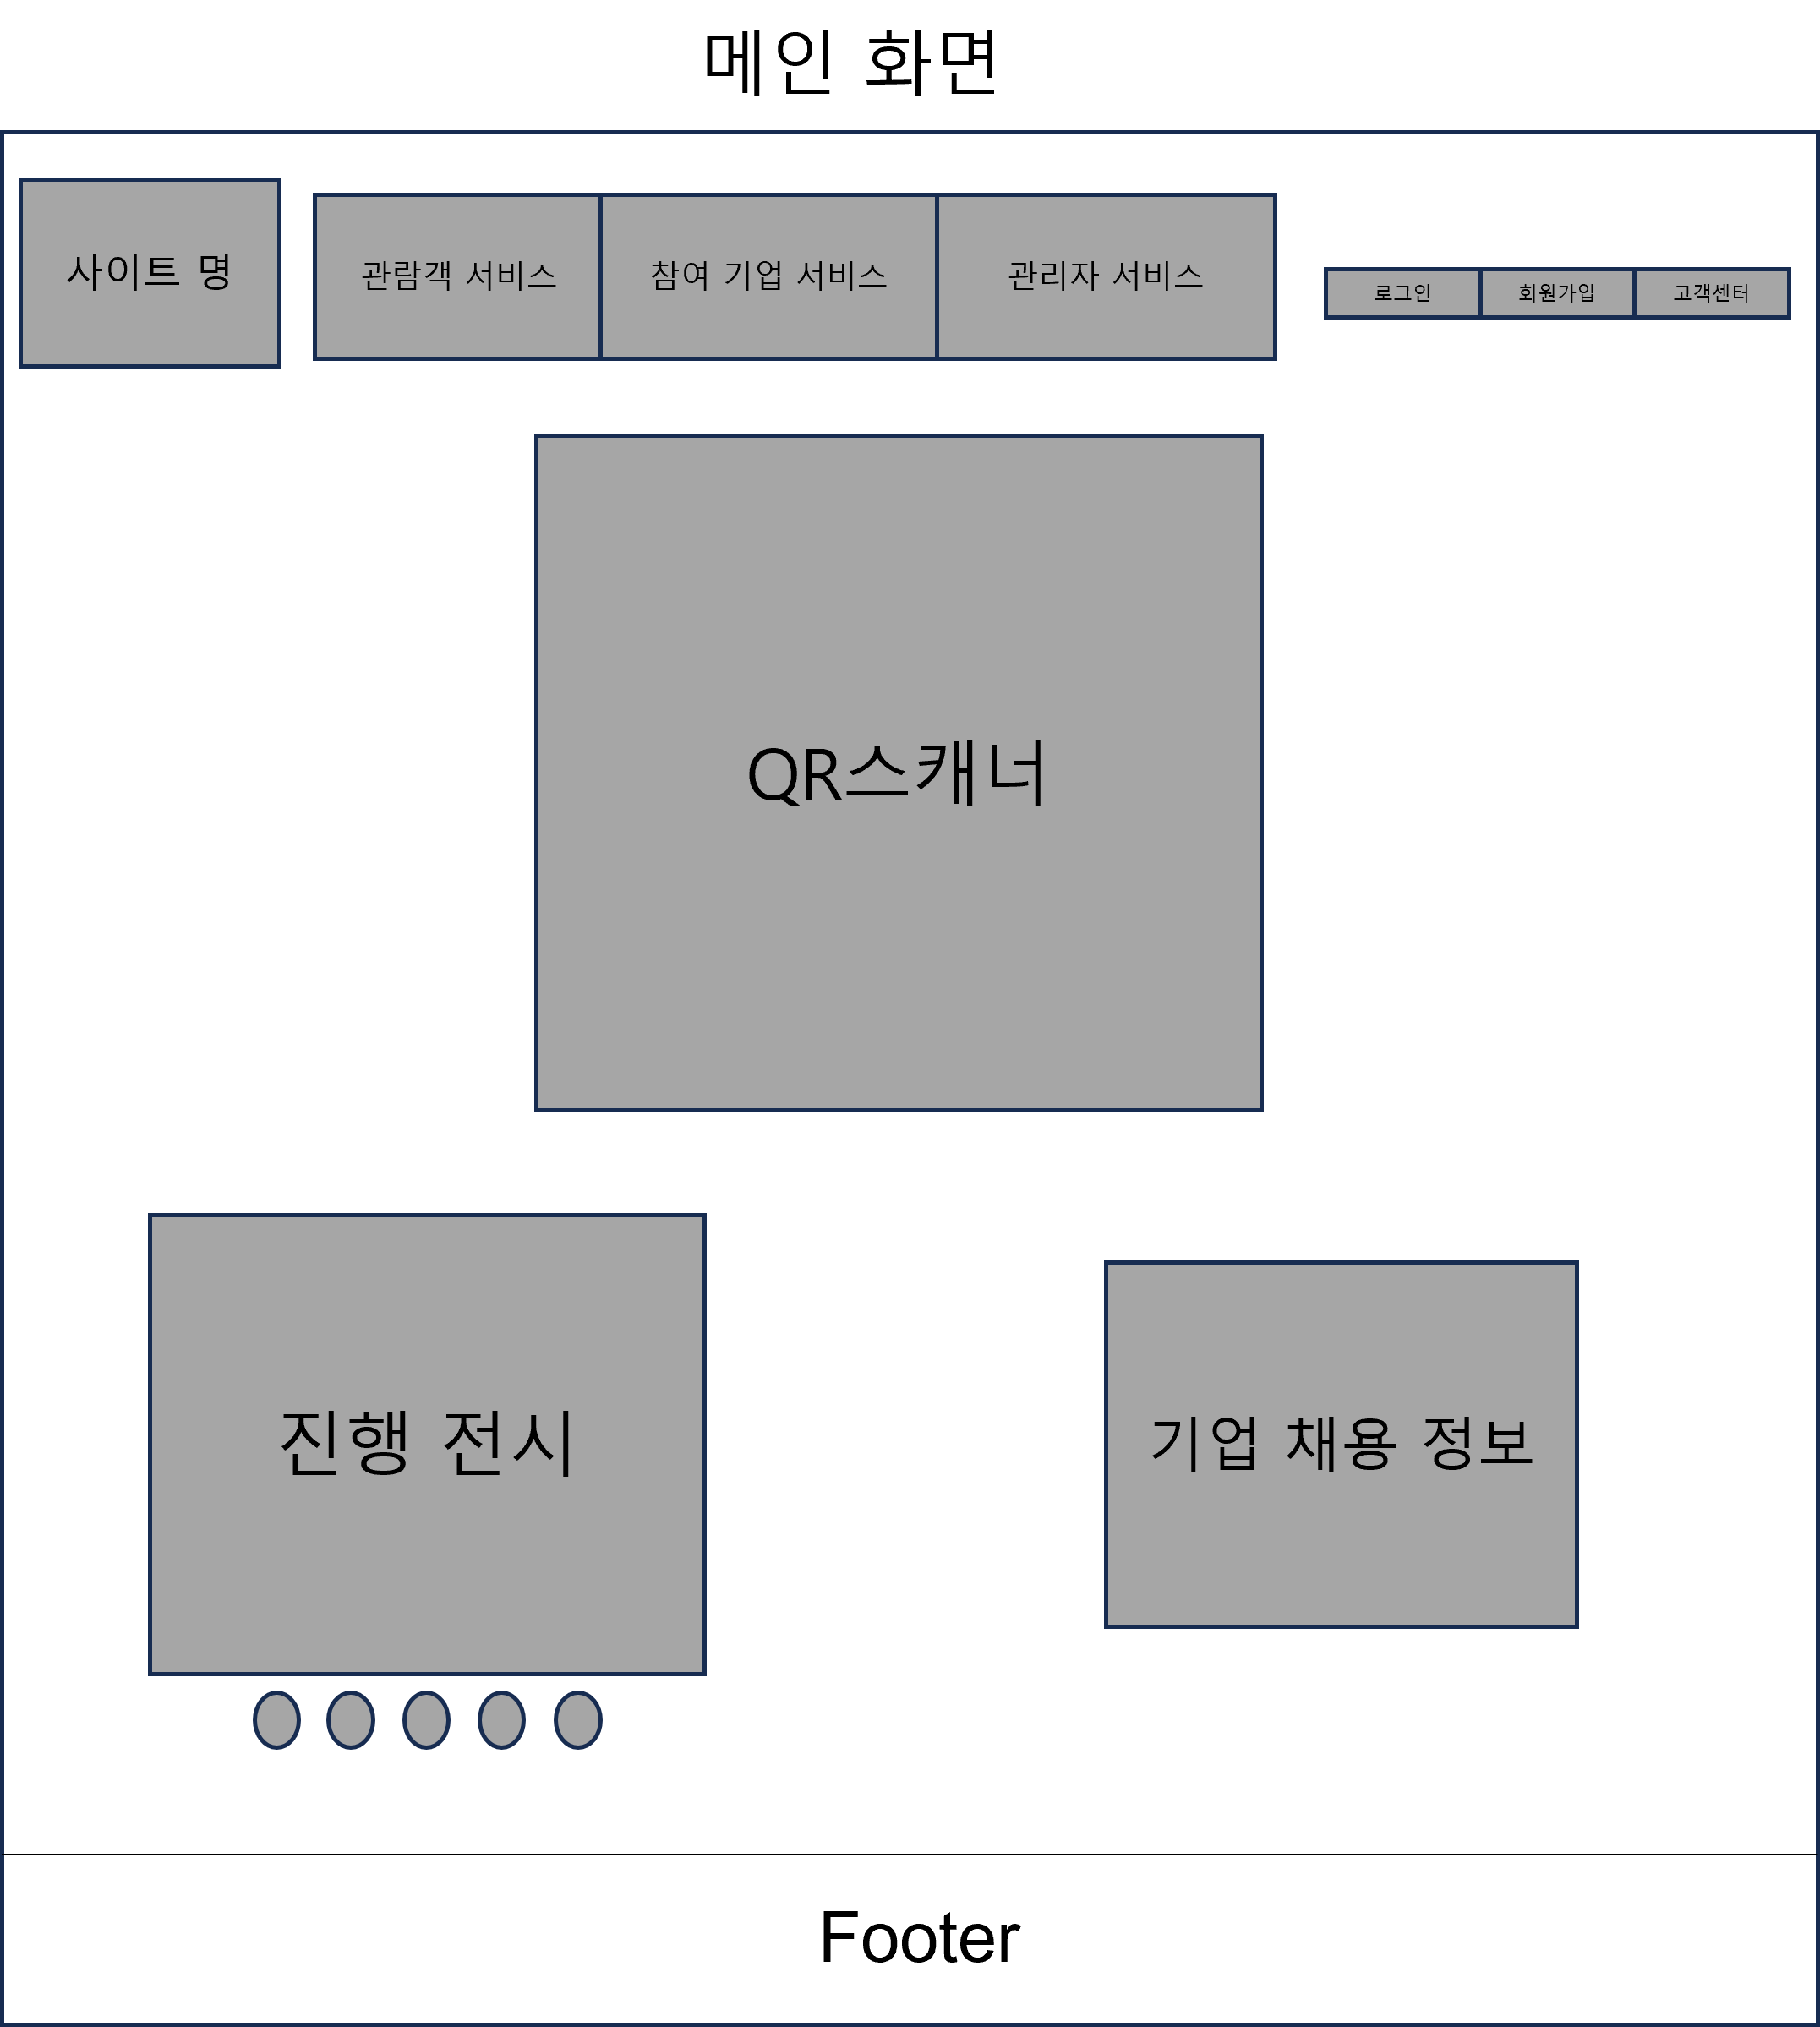 메인 화면
사이트 명
관람객 서비스
참여 기업 서비스
관리자 서비스
로그인
회원가입
고객센터
QR스캐너
진행 전시
기업 채용 정보
Footer